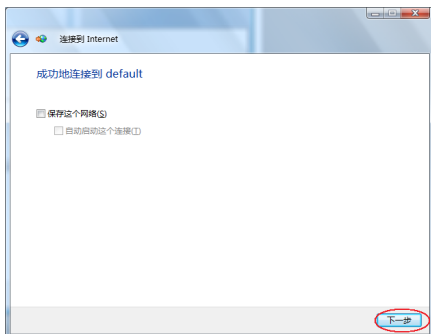 连接到 Internet
成功地连接到 default
保存这个网络(S)
自动启动这个连接(T)
下一步